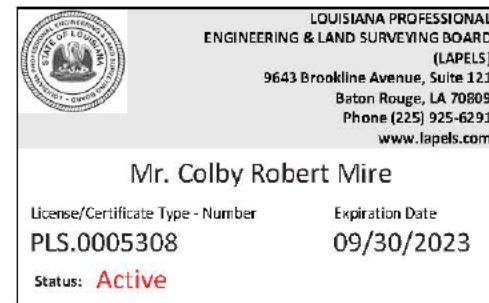 LOUISIANA PROFESSIONAL
ENGINEERING & LAND SURVEYING BOARD
(LAPELS)
9643 Brookline Avenue, Suite 121
Baton Rouge, LA 70809
Phone (225) 925-6291
www.lapels.com
STATE OF LOUISIANA
Mr. Colby Robert Mire
License/Certificate Type - Number
Expiration Date
PLS.0005308
09/30/2023
Status: Active